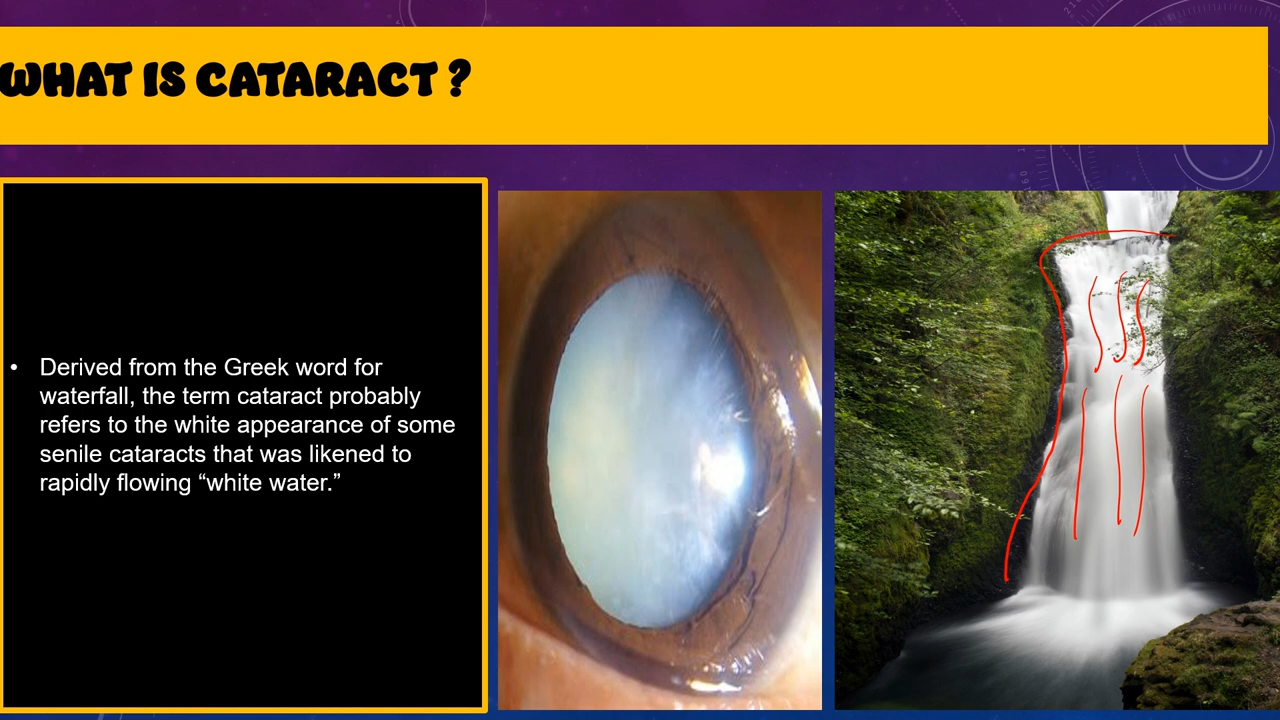 WHAT IS CATARACT ?
• Derived from the Greek word for
waterfall, the term cataract probably
refers to the white appearance of some
senile cataracts that was likened to
rapidly flowing “white water.”